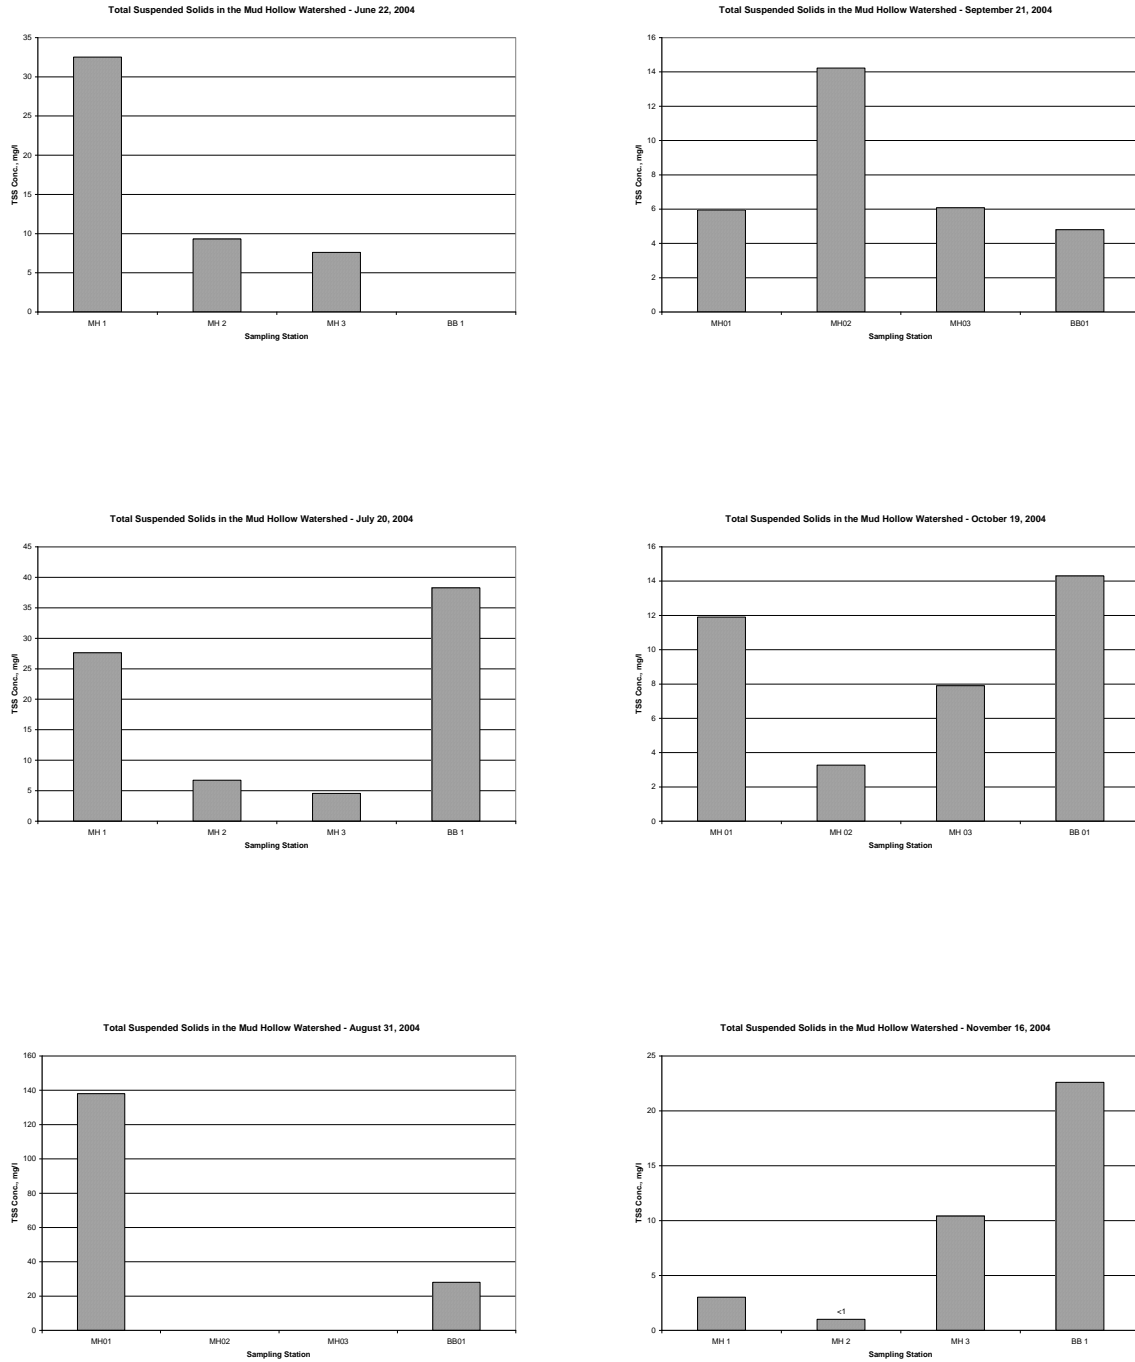 Total Suspended Solids in the Mud Hollow Watershed - June 22, 2004
35
30
25
20
15
10
5
0
TSS Conc., mg/l
MH 1 MH 2 MH 3 BB 1
Sampling Station
Total Suspended Solids in the Mud Hollow Watershed - September 21, 2004
16
14
12
10
8
6
4
2
0
TSS Conc., mg/l
MH01 MH02 MH03 BB01
Sampling Station
Total Suspended Solids in the Mud Hollow Watershed - July 20, 2004
45
40
35
30
25
20
15
10
5
0
TSS Conc., mg/l
MH 1 MH 2 MH 3 BB 1
Sampling Station
Total Suspended Solids in the Mud Hollow Watershed - October 19, 2004
16
14
12
10
8
6
4
2
0
TSS Conc., mg/l
MH 01 MH 02 MH 03 BB 01
Sampling Station
Total Suspended Solids in the Mud Hollow Watershed - August 31, 2004
160
140
120
100
80
60
40
20
0
TSS Conc., mg/l
MH01 MH02 MH03 BB01
Sampling Station
Total Suspended Solids in the Mud Hollow Watershed - November 16, 2004
25
20
15
10
5
0
TSS Conc., mg/l
<1
MH 1 MH 2 MH 3 BB 1
Sampling Station